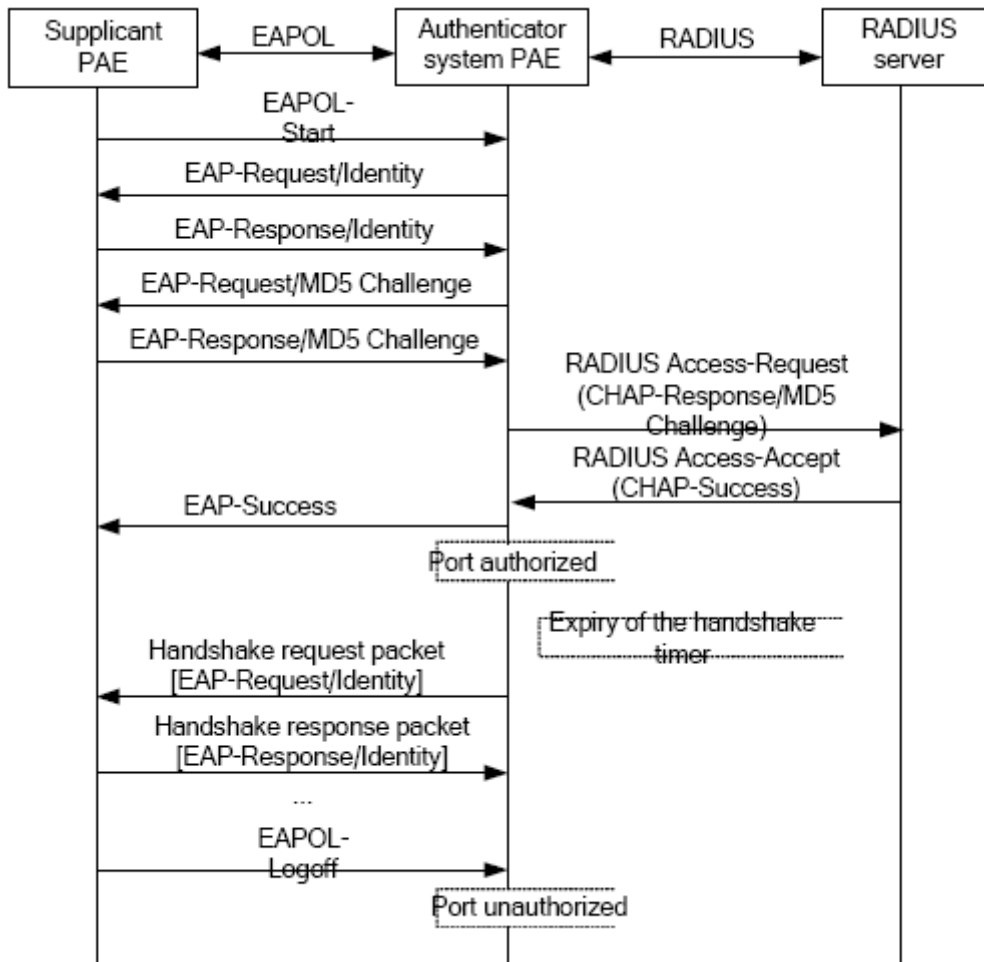 Supplicant
PAE
EAPOL
Authenticator
system PAE
RADIUS
RADIUS
server
EAPOL-
Start
EAP-Request/Identity
EAP-Response/Identity
EAP-Request/MD5 Challenge
EAP-Response/MD5 Challenge
RADIUS Access-Request
(CHAP-Response/MD5
Challenge)
RADIUS Access-Accept
(CHAP-Success)
EAP-Success
Port authorized
Expiry of the handshake
timer
Handshake request packet
[EAP-Request/Identity]
Handshake response packet
[EAP-Response/Identity]
...
EAPOL-
Logoff
Port unauthorized